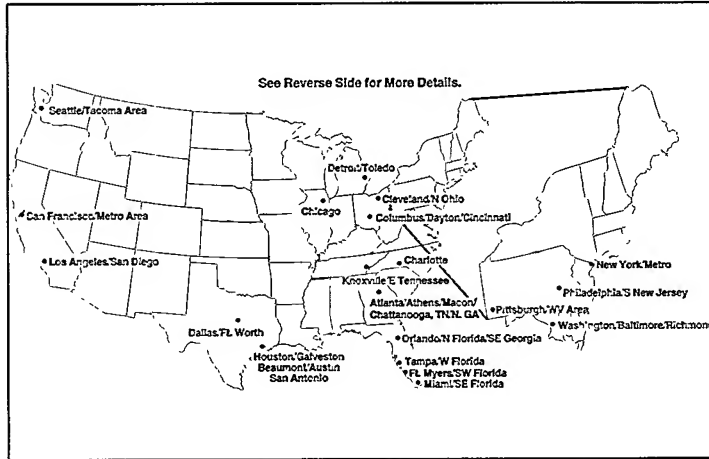 See Reverse Side for More Details.
Seattle/Tacoma Area
Detroit/Toledo
Cleveland/N Ohio
Chicago
Columbus/Dayton/Cincinnati
San Francisco/Metro Area
Los Angeles/San Diego
Charlotte
Knoxville/E Tennessee
New York/Metro
Atlanta/Athens/Macon/
Chattanooga, TN/N. GA
Philadelphia/S New Jersey
Pittsburgh/WV Area
Washington/Baltimore/Richmond
Dallas/Ft. Worth
Orlando/N Florida/SE Georgia
Houston/Galveston
Beaumont/Austin
San Antonio
Tampa/W Florida
Ft. Myers/SW Florida
Miami/SE Florida